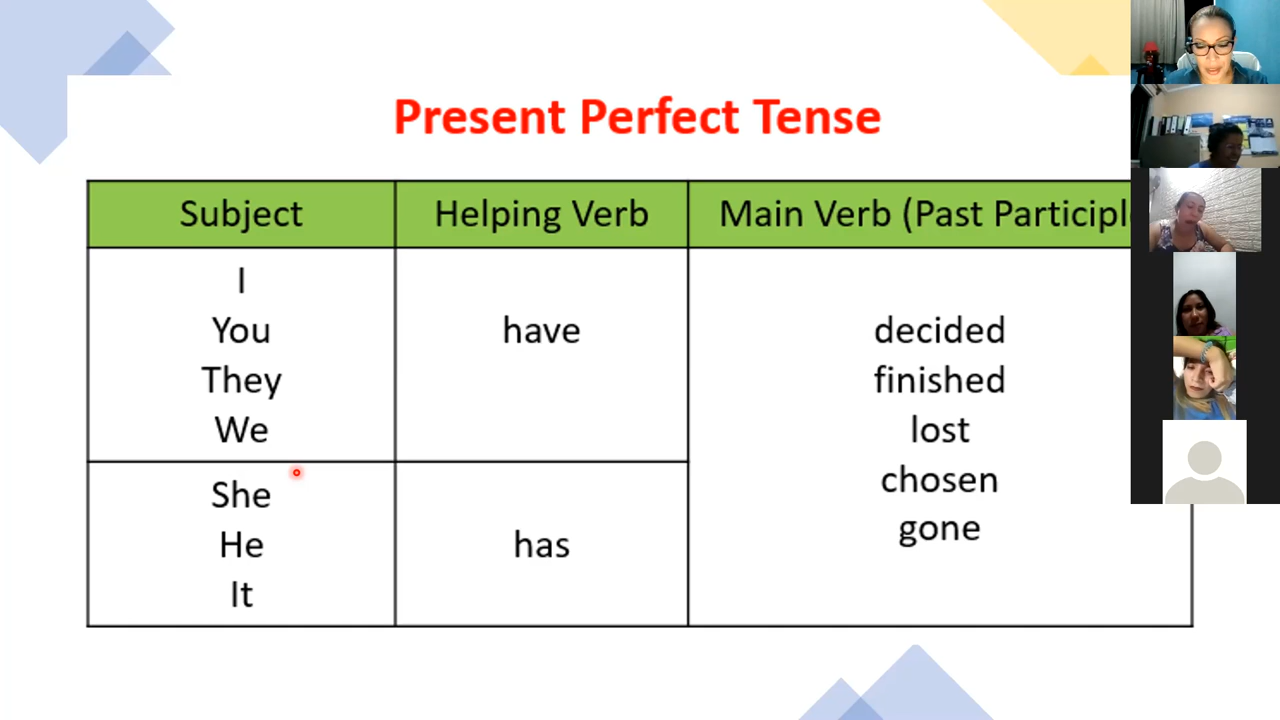 Present Perfect Tense
Subject
Helping Verb
Main Verb (Past Participl
I
You
They
We
have
decided
finished
lost
chosen
gone
She
He
It
has